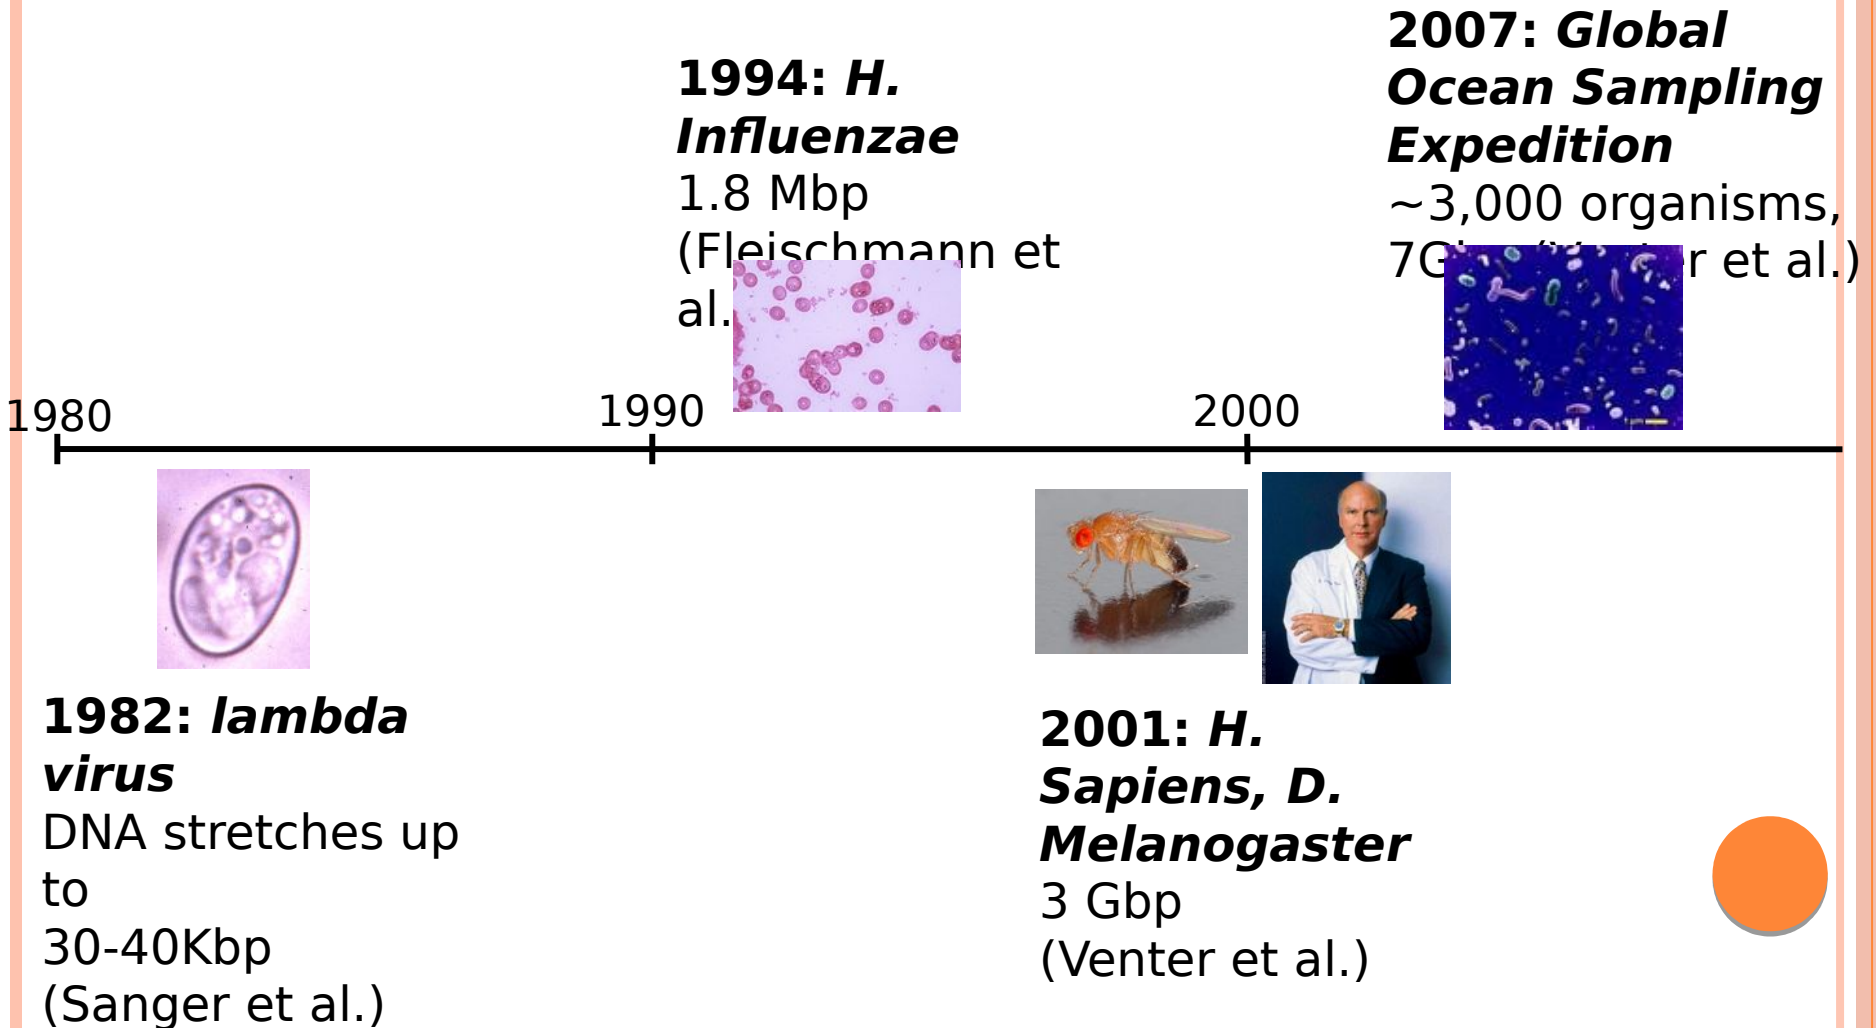 2007: Global
Ocean Sampling
Expedition
~3,000 organisms,
7G et al.)
1994: H.
Influenzae
1.8 Mbp
(Fleischmann et
al.
1980
1990
2000
1982: lambda
virus
DNA stretches up
to
30-40Kbp
(Sanger et al.)
2001: H.
Sapiens, D.
Melanogaster
3 Gbp
(Venter et al.)